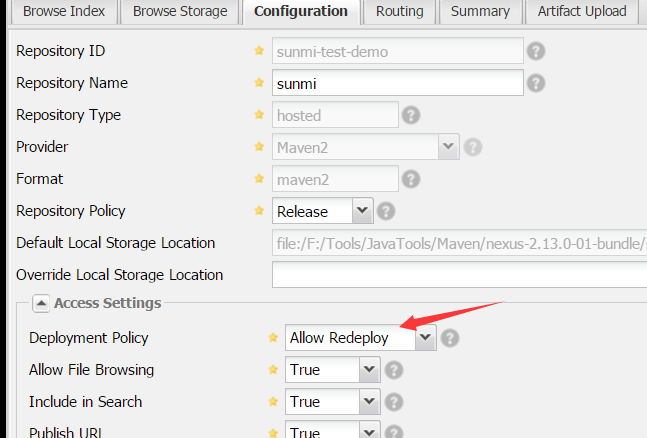 Browse Index Browse Storage Configuration Routing Summary Artifact Upload
Repository ID sunmi-test-demo
Repository Name sunmi
Repository Type hosted
Provider Maven2
Format maven2
Repository Policy Release
Default Local Storage Location file:/F:/Tools/JavaTools/Maven/nexus-2.13.0-01-bundle/
Override Local Storage Location
Access Settings
Deployment Policy Allow Redeploy
Allow File Browsing True
Include in Search True
Publish URL True